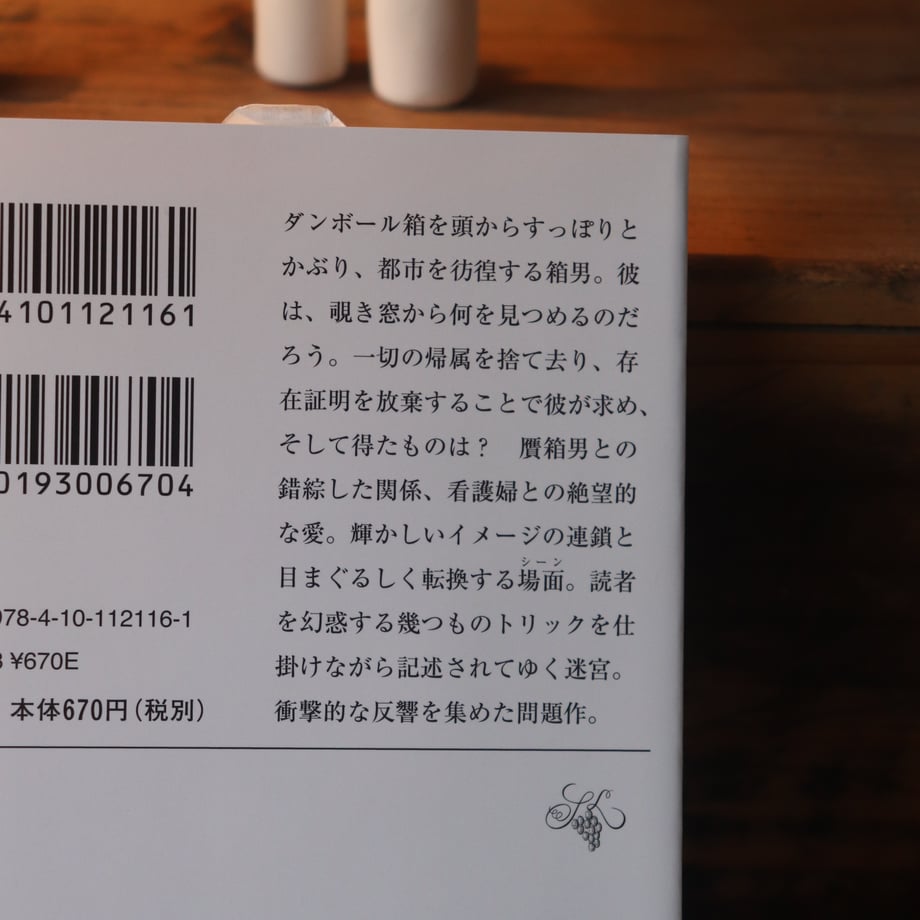 4101121161
0193006704
978-4-10-112116-1
¥670E
本体670円(税別)
ダンボール箱を頭からすっぽりと
かぶり、都市を彷徨する箱男。彼
は、覗き窓から何を見つめるのだ
ろう。一切の帰属を捨て去り、存
在証明を放棄することで彼が求め、
そして得たものは? 贋箱男との
錯綜した関係、看護婦との絶望的
な愛。輝かしいイメージの連鎖と
シーン
目まぐるしく転換する場面。読者
を幻惑する幾つものトリックを仕
掛けながら記述されてゆく迷宮。
衝撃的な反響を集めた問題作。